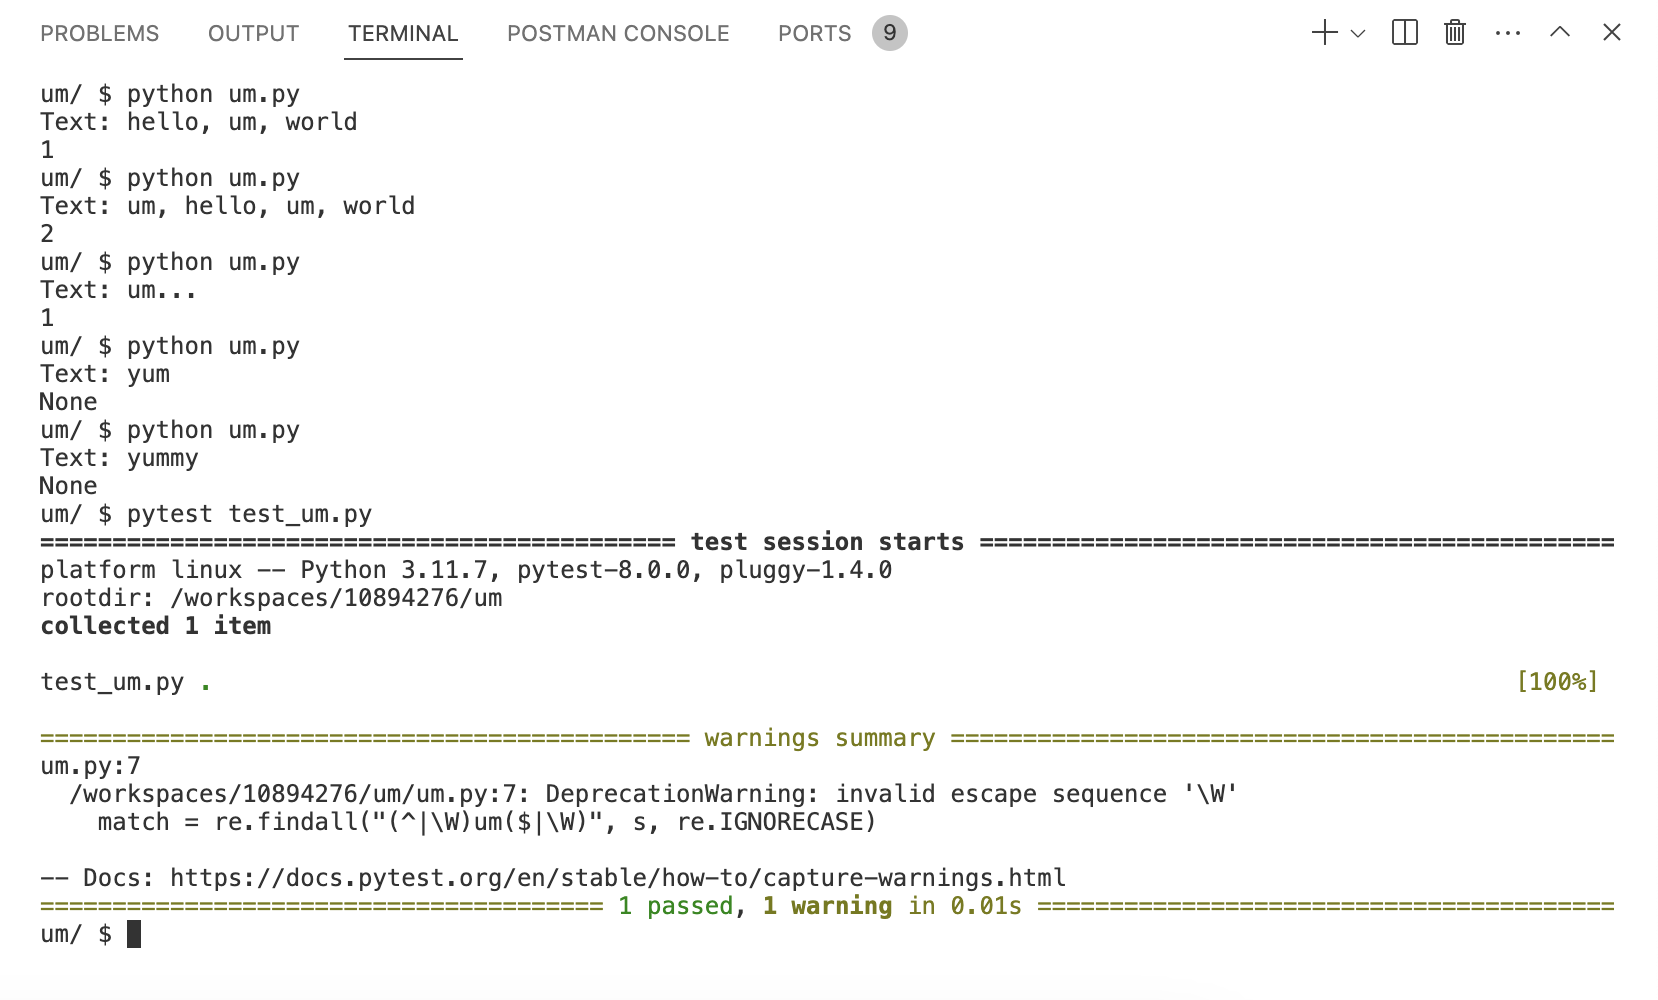 PROBLEMS OUTPUT TERMINAL POSTMAN CONSOLE PORTS 9
um/ $ python um.py
Text: hello, um, world
1
um/ $ python um.py
Text: um, hello, um, world
2
um/ $ python um.py
Text: um...
1
um/ $ python um.py
Text: yum
None
um/ $ python um.py
Text: yummy
None
um/ $ pytest test_um.py
============================================ test session starts ============================================
platform linux -- Python 3.11.7, pytest-8.0.0, pluggy-1.4.0
rootdir: /workspaces/10894276/um
collected 1 item

test_um.py . [100%]

============================================= warnings summary ==============================================
um.py:7
  /workspaces/10894276/um/um.py:7: DeprecationWarning: invalid escape sequence '\W'
    match = re.findall("(^|\W)um($|\W)", s, re.IGNORECASE)

-- Docs: https://docs.pytest.org/en/stable/how-to/capture-warnings.html
======================================= 1 passed, 1 warning in 0.01s ========================================
um/ $